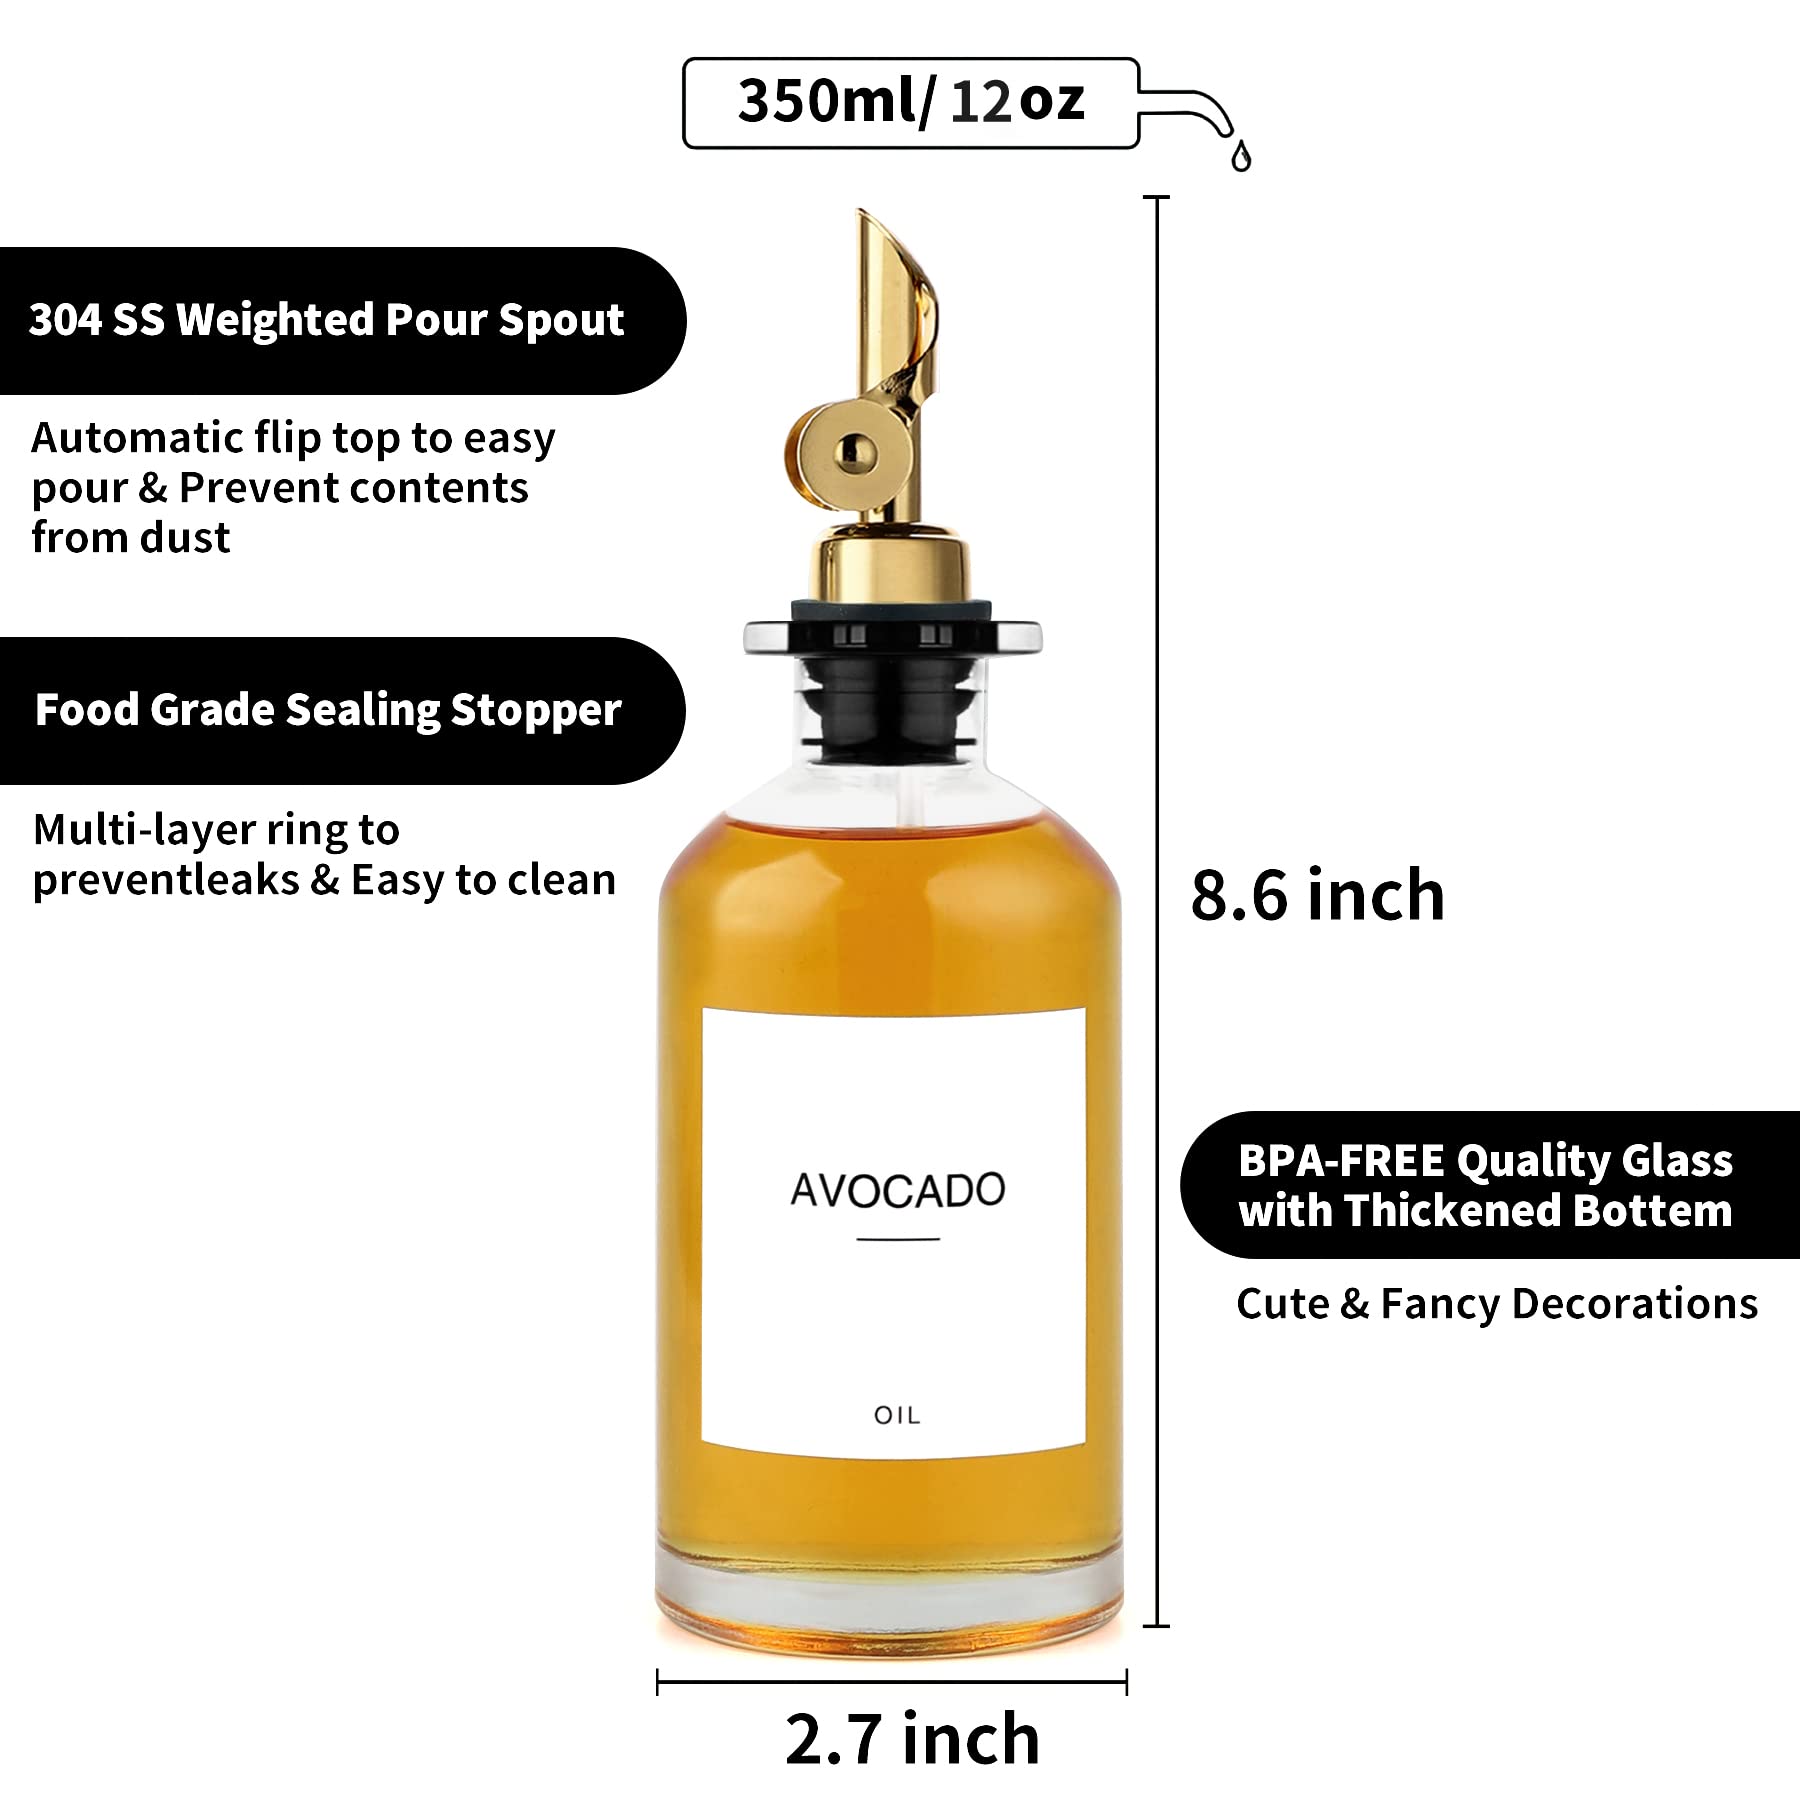 350ml/ 12oz
304 SS Weighted Pour Spout
Automatic flip top to easy
pour & Prevent contents
from dust
Food Grade Sealing Stopper
Multi-layer ring to
preventleaks & Easy to clean
8.6 inch
AVOCADO
OIL
BPA-FREE Quality Glass
with Thickened Bottem
Cute & Fancy Decorations
2.7 inch